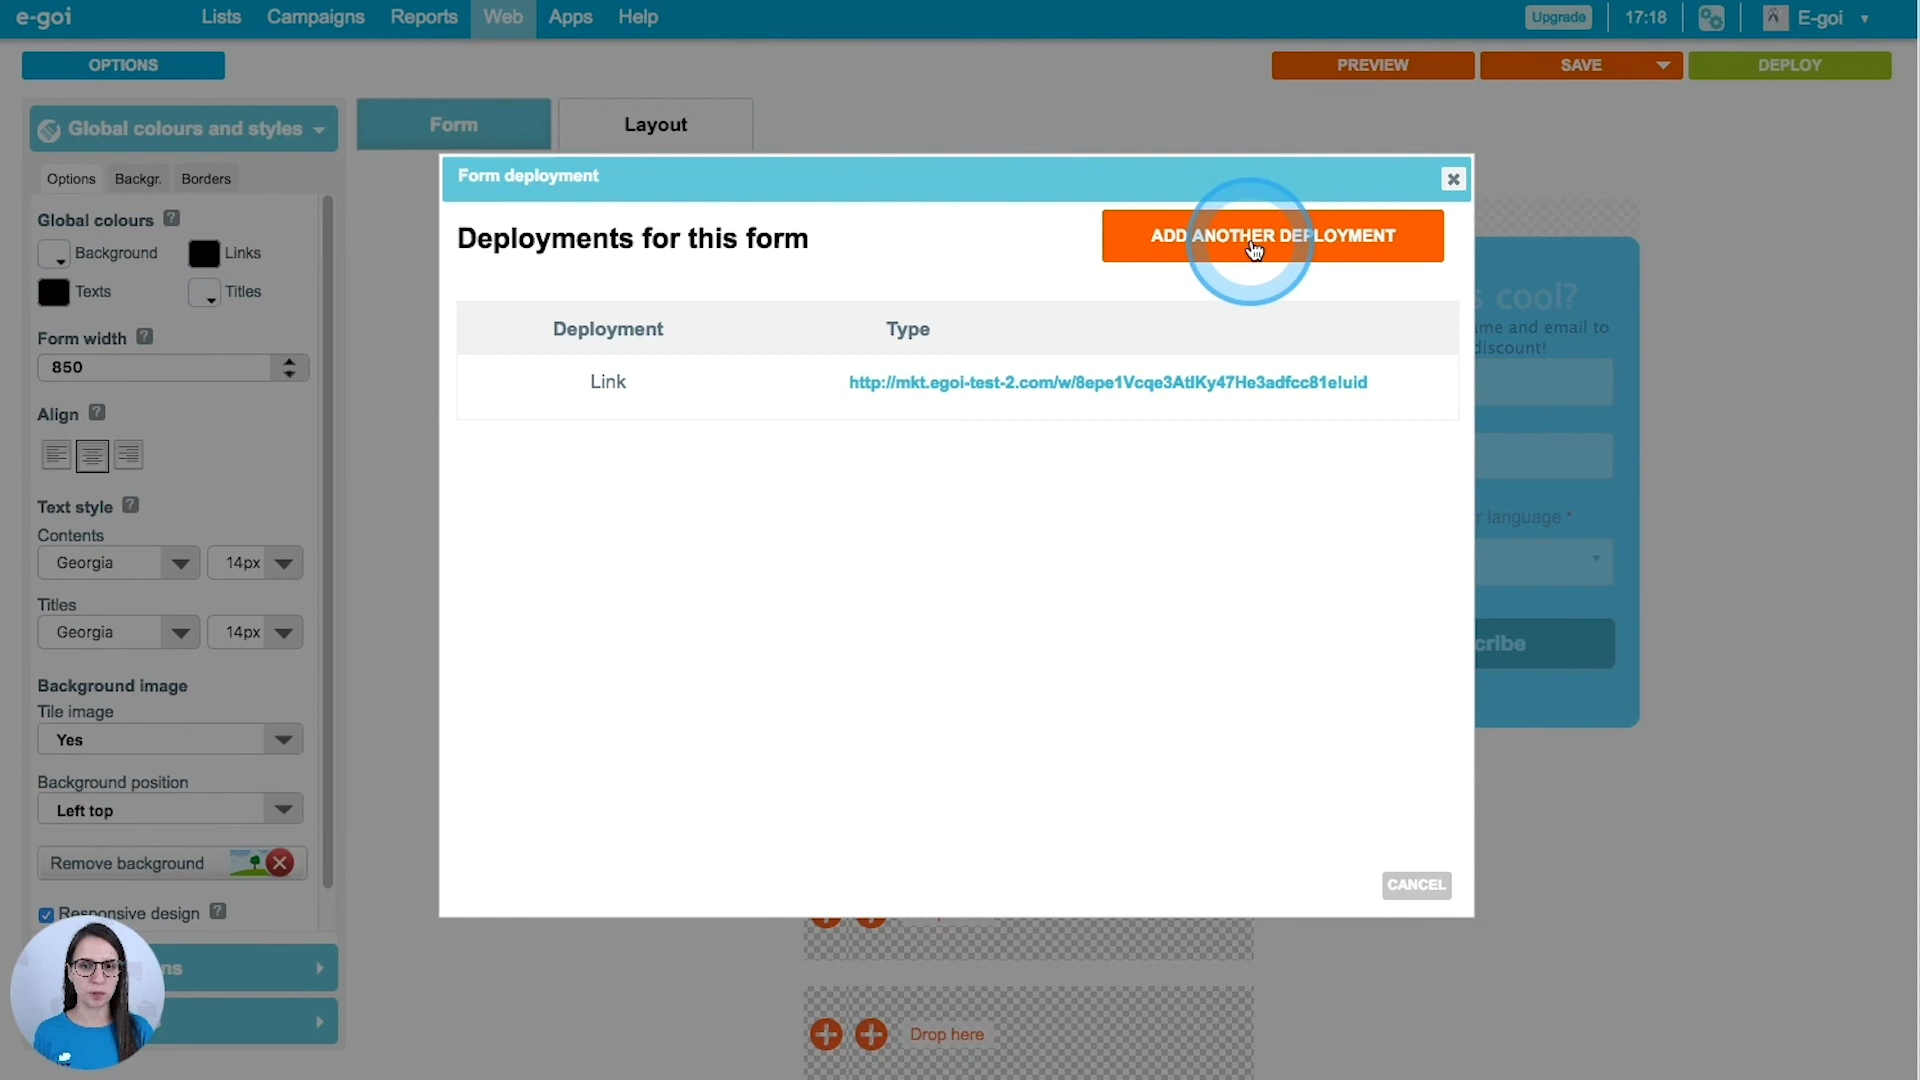 e-goi Lists Campaigns Reports Web Apps Help Upgrade 17:18 E-goi
OPTIONS PREVIEW SAVE DEPLOY
Global colours and styles
Form Layout
Options Backgr. Borders
Global colours ?
Background Links
Texts Titles
Form width ?
850
Align ?
Text style ?
Contents
Georgia 14px
Titles
Georgia 14px
Background image
Tile image
Yes
Background position
Left top
Remove background
Responsive design ?
Form deployment
Deployments for this form ADD ANOTHER DEPLOYMENT
Deployment Type
Link http://mkt.egoi-test-2.com/w/8epe1Vcqe3AtlKy47He3adfcc81eluid
CANCEL
cool?
and email to
discount!
language *
Drop here